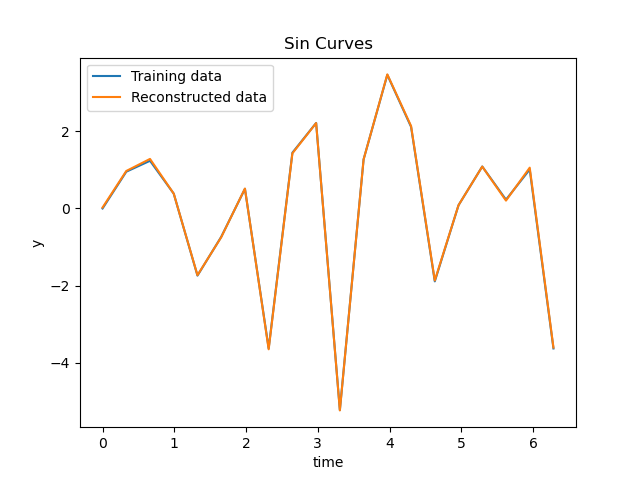 Sin Curves
Training data
Reconstructed data
2
0
−2
−4
y
0 1 2 3 4 5 6
time